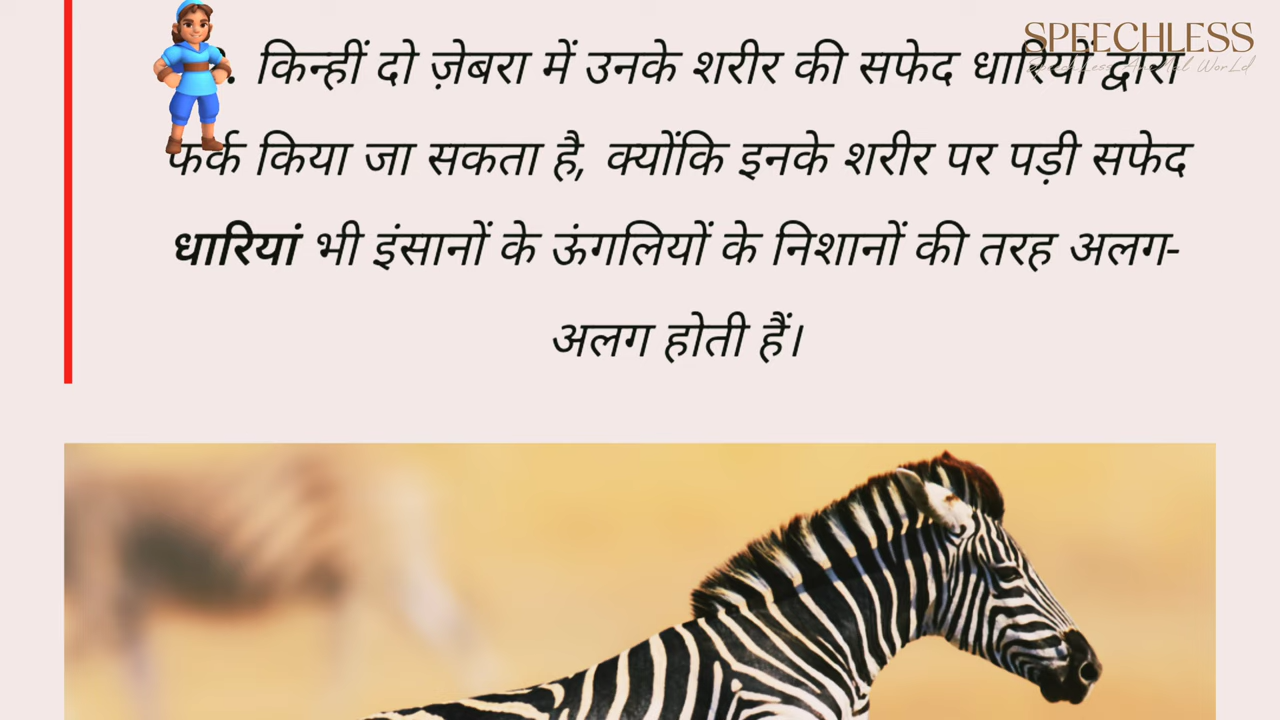 SPEECHLESS
किन्हीं दो ज़ेबरा में उनके शरीर की सफेद धारियों द्वारा
फर्क किया जा सकता है, क्योंकि इनके शरीर पर पड़ी सफेद
धारियां भी इंसानों के ऊंगलियों के निशानों की तरह अलग-
अलग होती हैं।